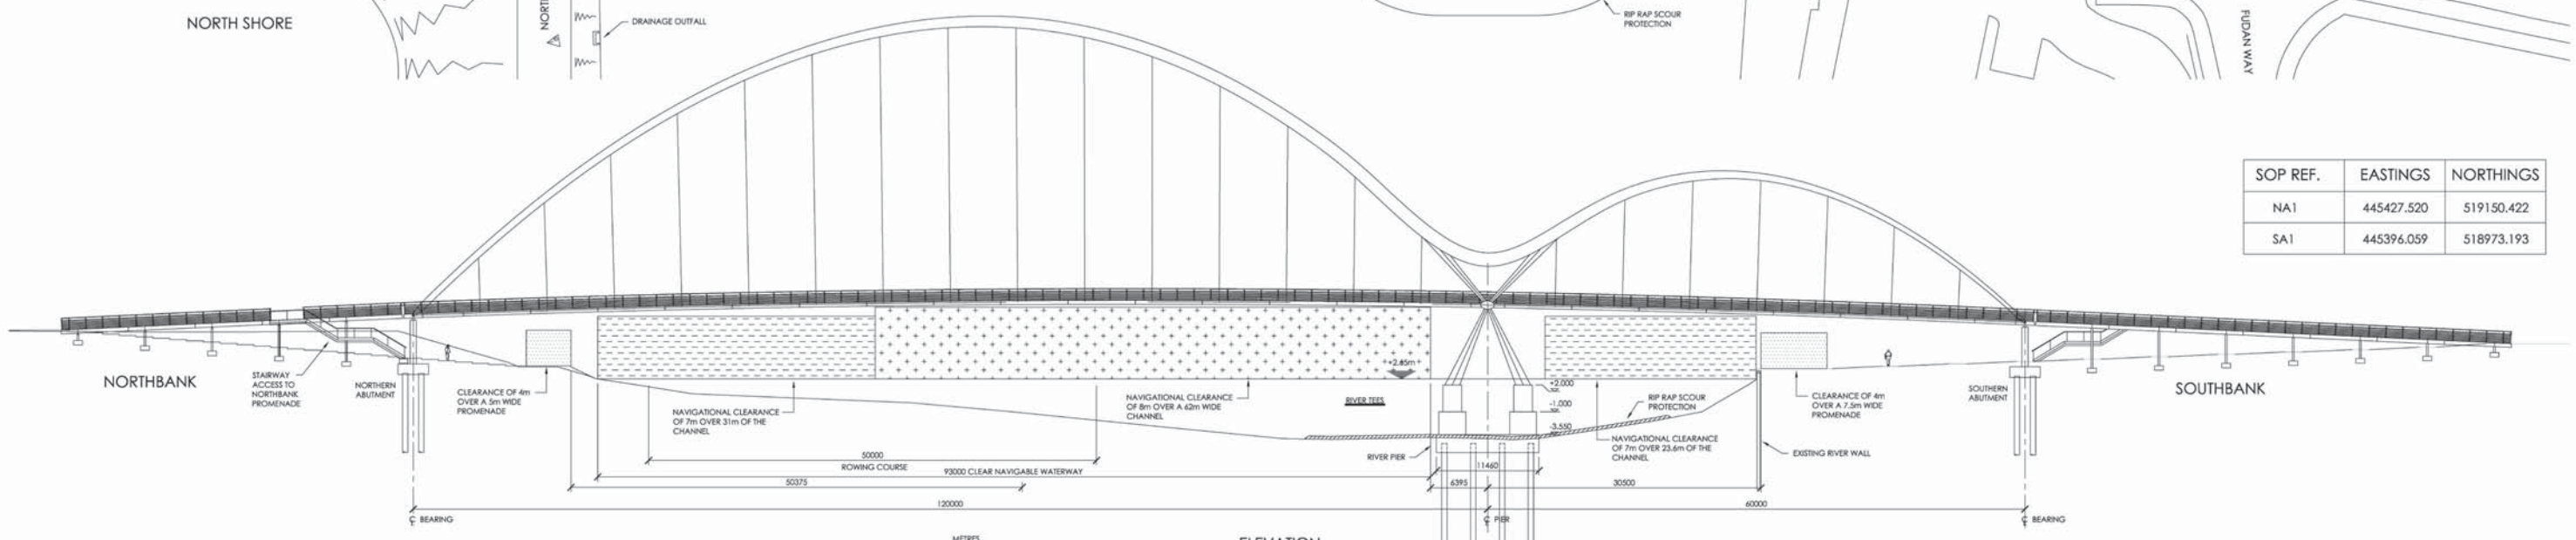 NORTH SHORE
NORT
DRAINAGE OUTFALL
RIP RAP SCOUR
PROTECTION
FUDAN WAY
SOP REF. EASTINGS NORTHINGS
NA1 445427.520 519150.422
SA1 445396.059 518973.193
NORTHBANK
STAIRWAY
ACCESS TO
NORTHBANK
PROMENADE
NORTHERN
ABUTMENT
CLEARANCE OF 4m
OVER A 5m WIDE
PROMENADE
NAVIGATIONAL CLEARANCE
OF 7m OVER 31m OF THE
CHANNEL
NAVIGATIONAL CLEARANCE
OF 8m OVER A 62m WIDE
CHANNEL
+2.85m
RIVER TEES
+2.000
-1.000
-3.550
RIP RAP SCOUR
PROTECTION
NAVIGATIONAL CLEARANCE
OF 7m OVER 23.6m OF THE
CHANNEL
CLEARANCE OF 4m
OVER A 7.5m WIDE
PROMENADE
SOUTHERN
ABUTMENT
SOUTHBANK
RIVER PIER
EXISTING RIVER WALL
50000
ROWING COURSE
93000 CLEAR NAVIGABLE WATERWAY
11460
50375
6395
30500
120000
60000
℄ BEARING
℄ PIER
℄ BEARING
METRES
ELEVATION